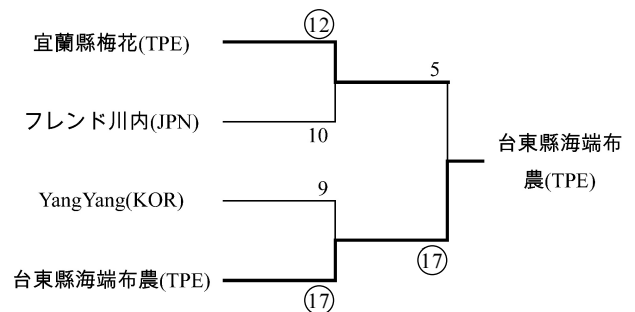 ⑫
宜蘭縣梅花(TPE)
5
フレンド川内(JPN)
10
台東縣海端布
農(TPE)
YangYang(KOR)
9
⑰
台東縣海端布農(TPE)
⑰